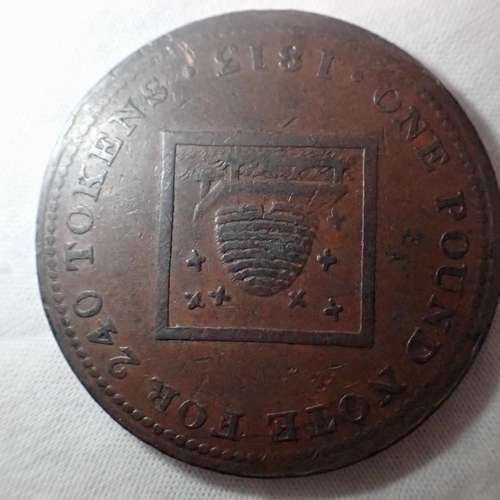 ONE POUND NOTE FOR 240 TOKENS
· 1813 ·